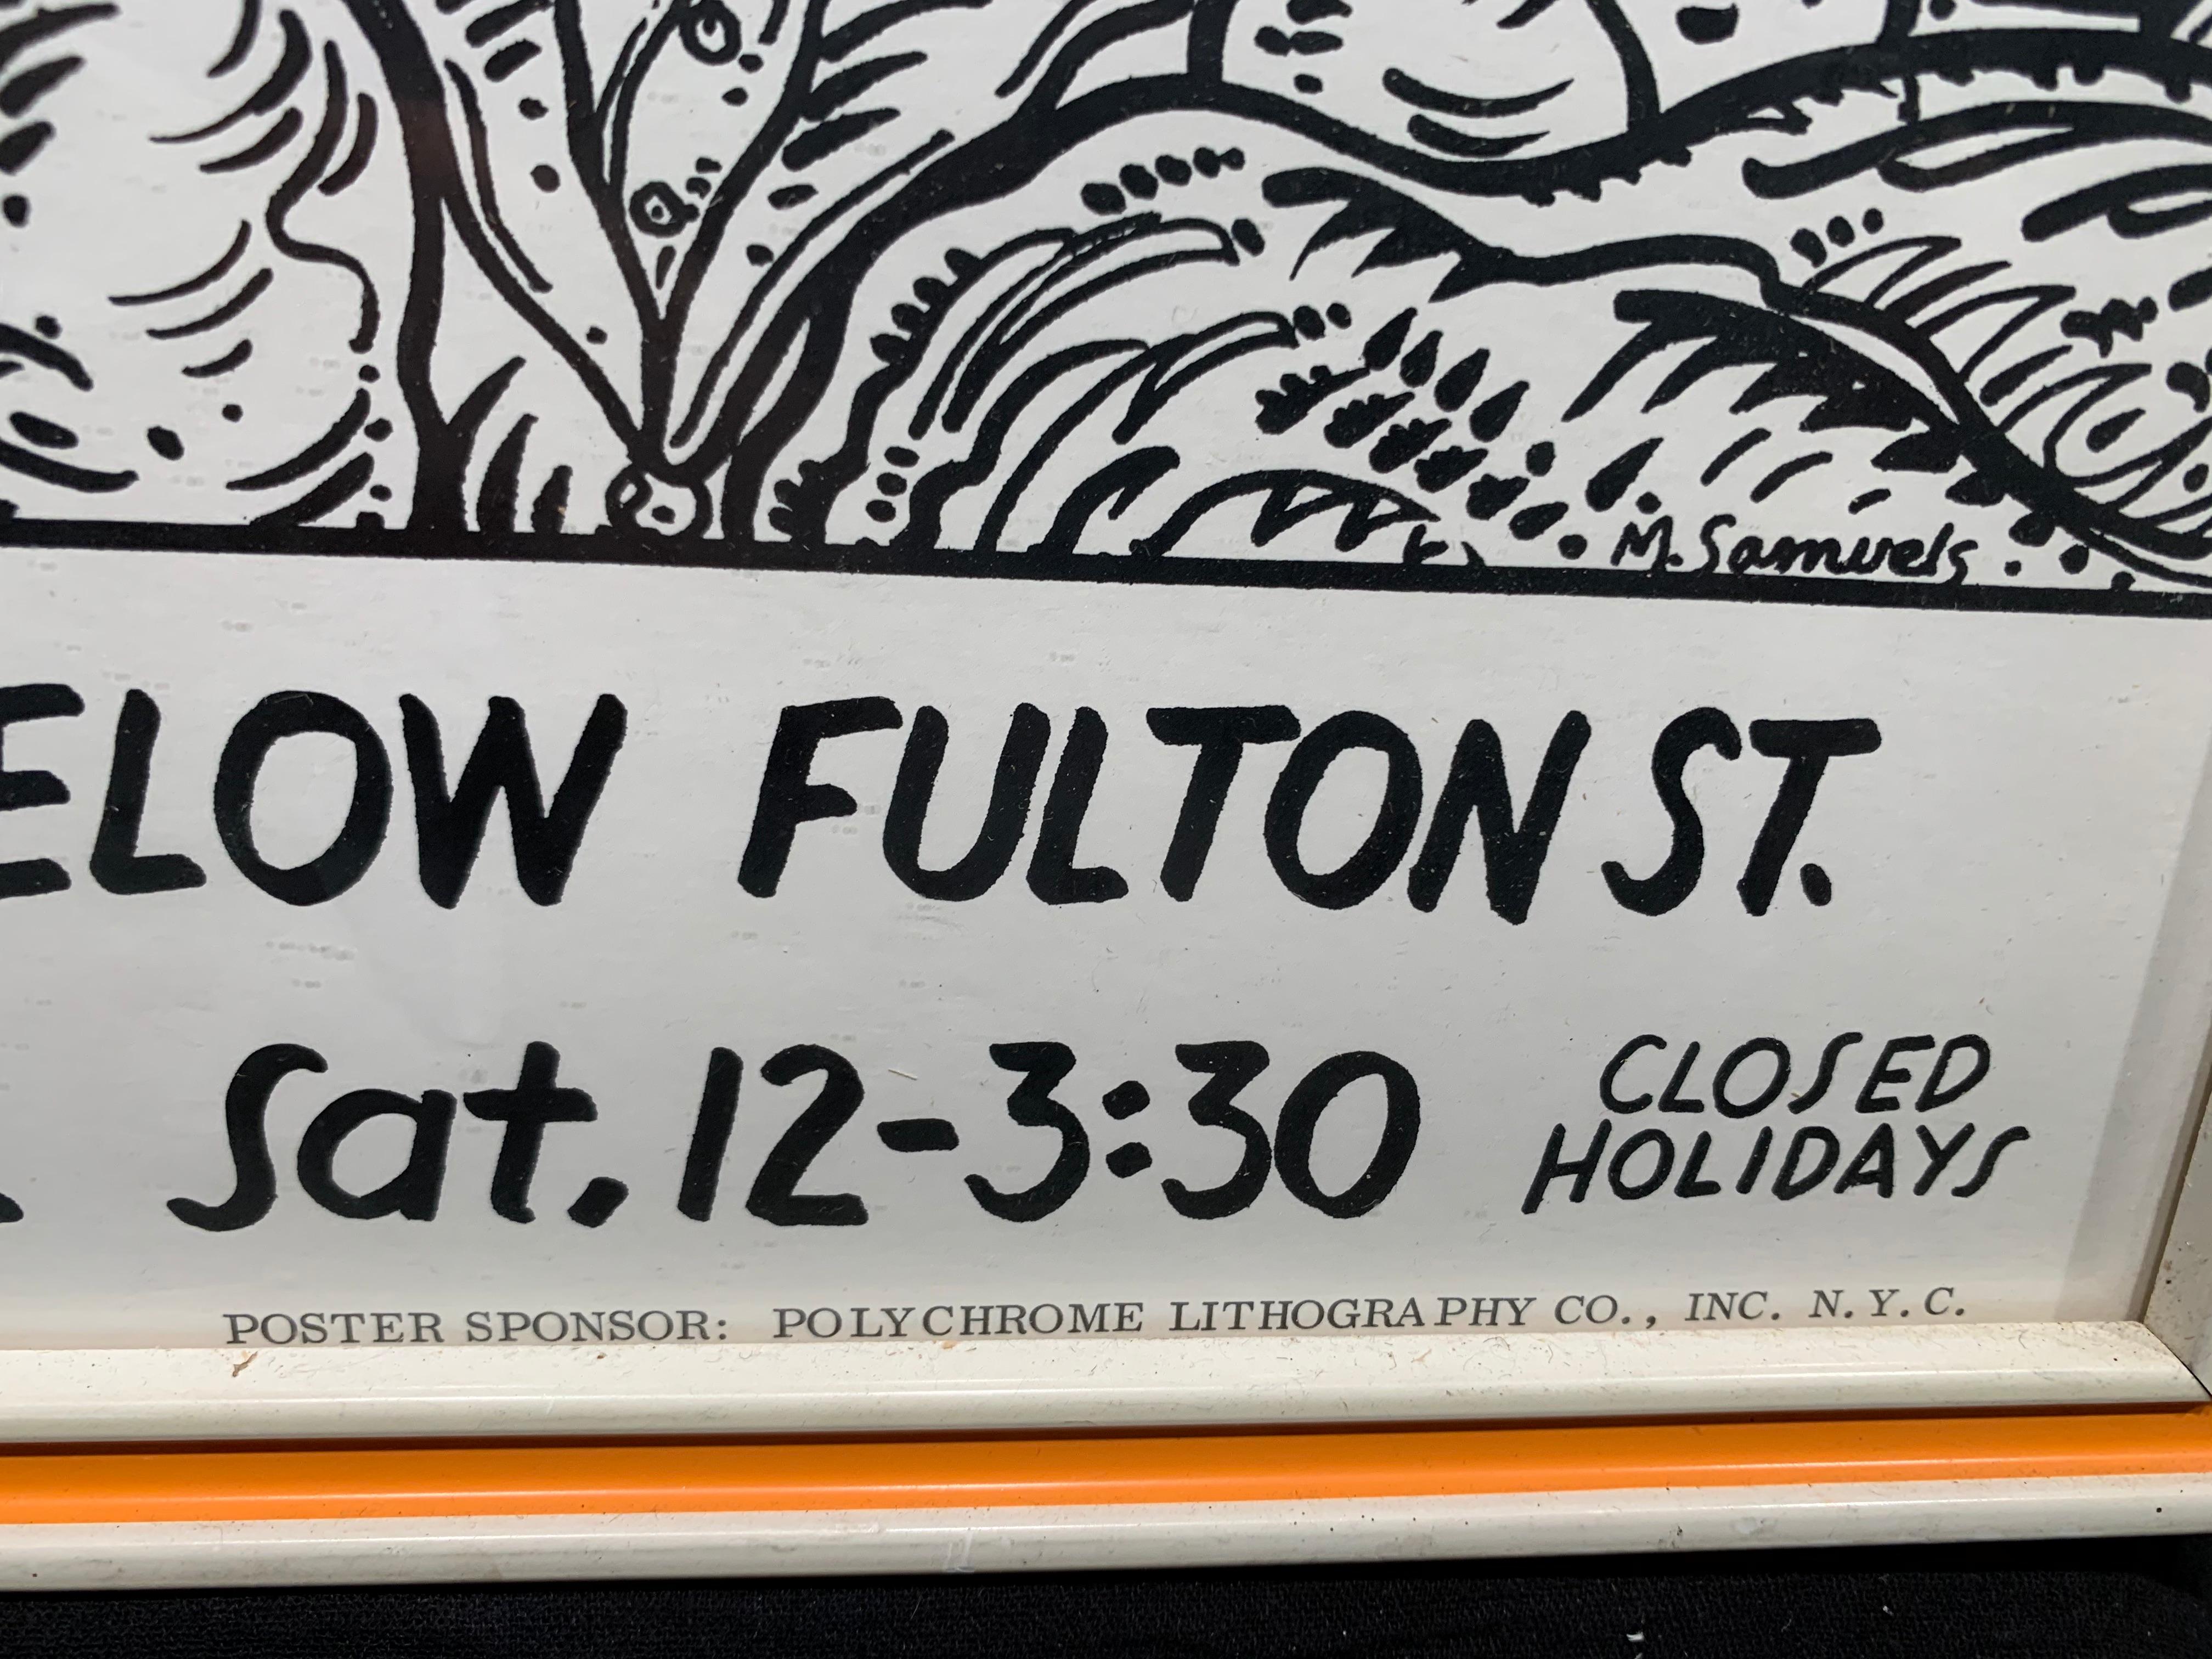 M. Samuels
ELOW FULTON ST.
Sat. 12-3:30
CLOSED
HOLIDAYS
POSTER SPONSOR: POLYCHROME LITHOGRAPHY CO., INC. N.Y.C.